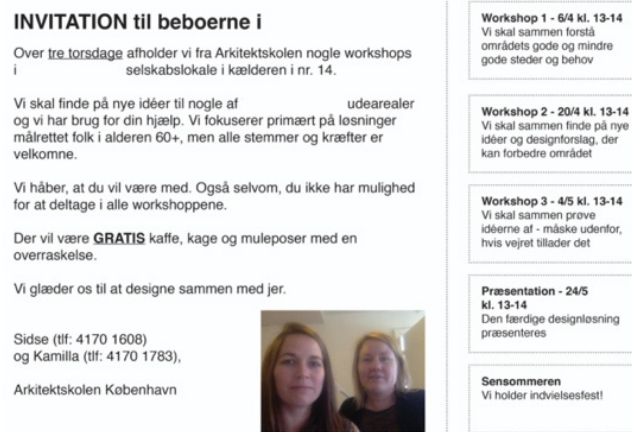 INVITATION til beboerne i
Over tre torsdage afholder vi fra Arkitektskolen nogle workshops
i selskabslokale i kælderen i nr. 14.
Vi skal finde på nye idéer til nogle af udearealer
og vi har brug for din hjælp. Vi fokuserer primært på løsninger
målrettet folk i alderen 60+, men alle stemmer og kræfter er
velkomne.
Vi håber, at du vil være med. Også selvom, du ikke har mulighed
for at deltage i alle workshoppene.
Der vil være GRATIS kaffe, kage og muleposer med en
overraskelse.
Vi glæder os til at designe sammen med jer.
Sidse (tlf: 4170 1608)
og Kamilla (tlf: 4170 1783),
Arkitektskolen København
Workshop 1 - 6/4 kl. 13-14
Vi skal sammen forstå
områdets gode og mindre
gode steder og behov
Workshop 2 - 20/4 kl. 13-14
Vi skal sammen finde på nye
idéer og designforslag, der
kan forbedre området
Workshop 3 - 4/5 kl. 13-14
Vi skal sammen prøve
idéerne af - måske udenfor,
hvis vejret tillader det
Præsentation - 24/5
kl. 13-14
Den færdige designløsning
præsenteres
Sensommeren
Vi holder indvielsesfest!